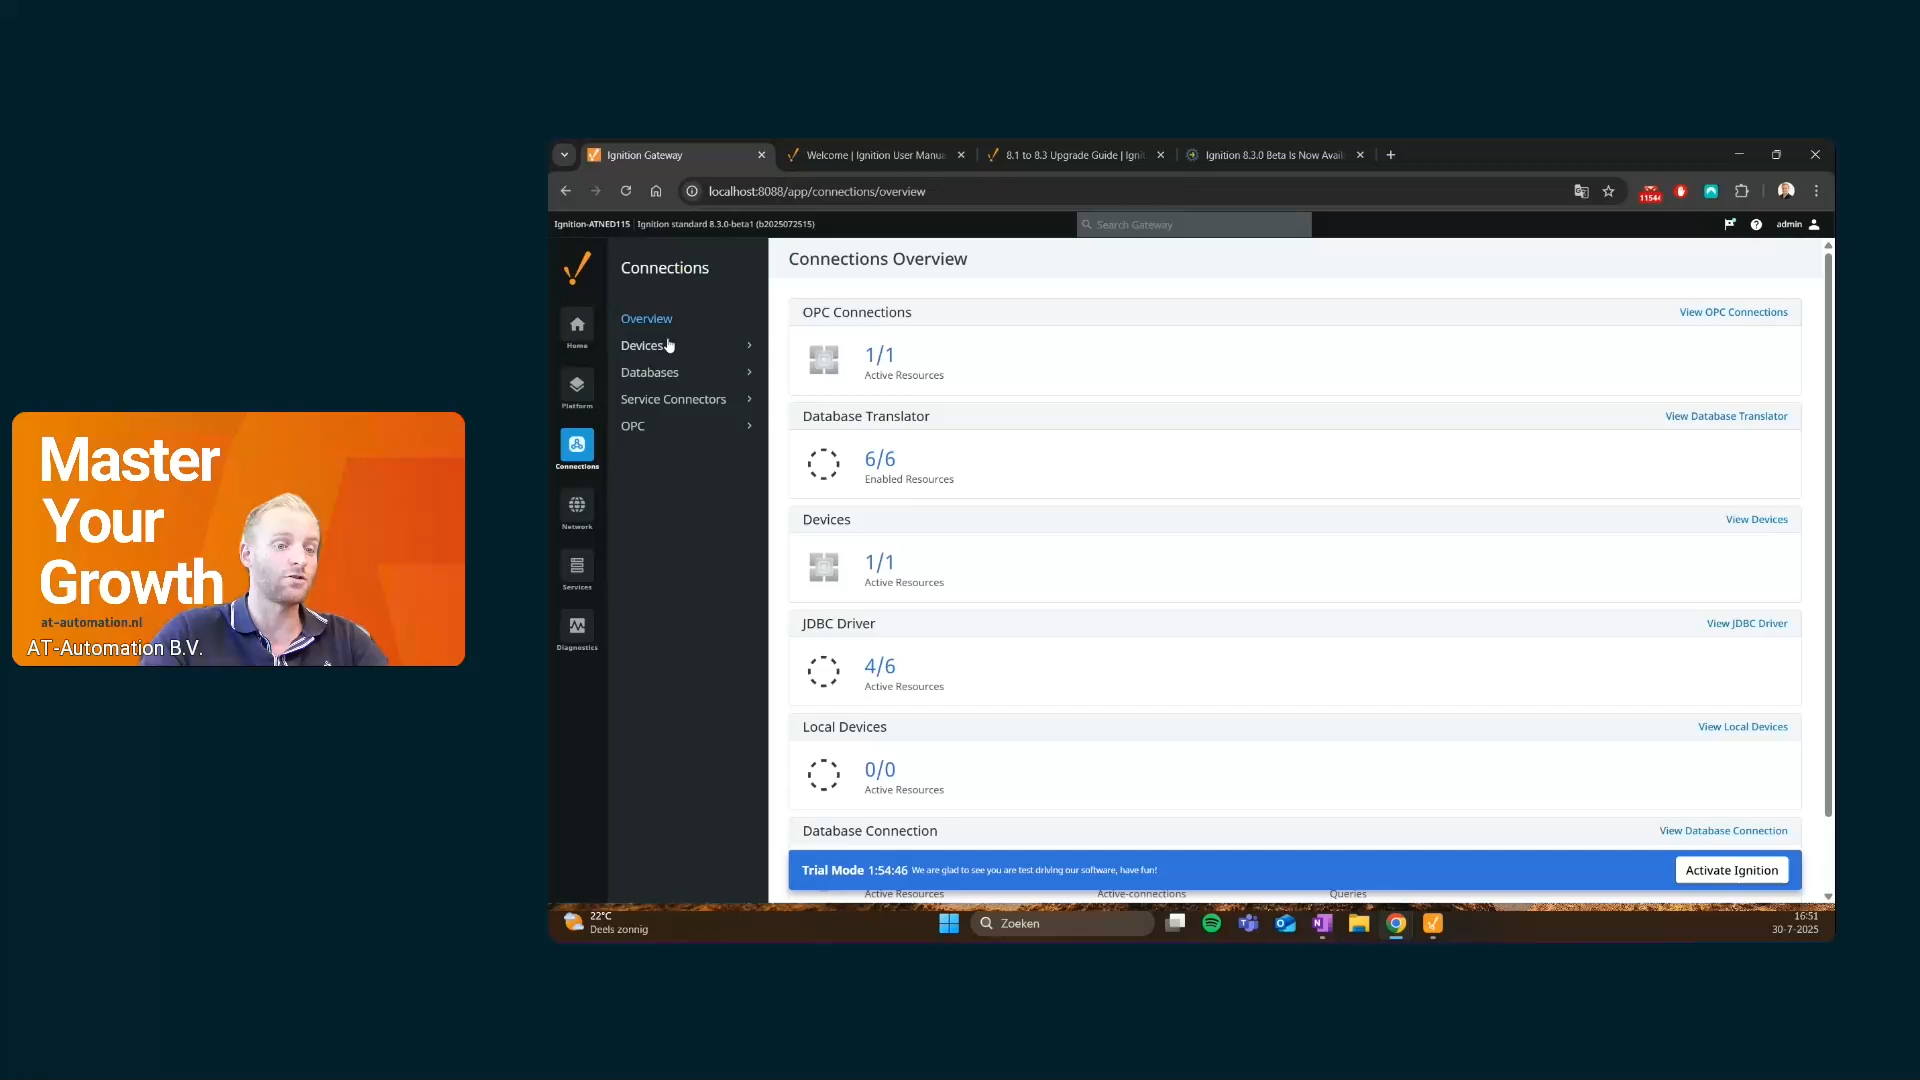 Master
Your
Growth
at-automation.nl
AT-Automation B.V.
Ignition Gateway
Welcome | Ignition User Manua
8.1 to 8.3 Upgrade Guide | Ignit
Ignition 8.3.0 Beta Is Now Avail
localhost:8088/app/connections/overview
11544
Ignition-ATNED115 | Ignition standard 8.3.0-beta1 (b2025072515)
Search Gateway
admin
Home
Platform
Connections
Network
Services
Diagnostics
Connections
Overview
Devices
Databases
Service Connectors
OPC
Connections Overview
OPC Connections
View OPC Connections
1/1
Active Resources
Database Translator
View Database Translator
6/6
Enabled Resources
Devices
View Devices
1/1
Active Resources
JDBC Driver
View JDBC Driver
4/6
Active Resources
Local Devices
View Local Devices
0/0
Active Resources
Database Connection
View Database Connection
Trial Mode 1:54:46 We are glad to see you are test driving our software, have fun!
Activate Ignition
Active Resources
Active-connections
Queries
22°C
Deels zonnig
Zoeken
16:51
30-7-2025